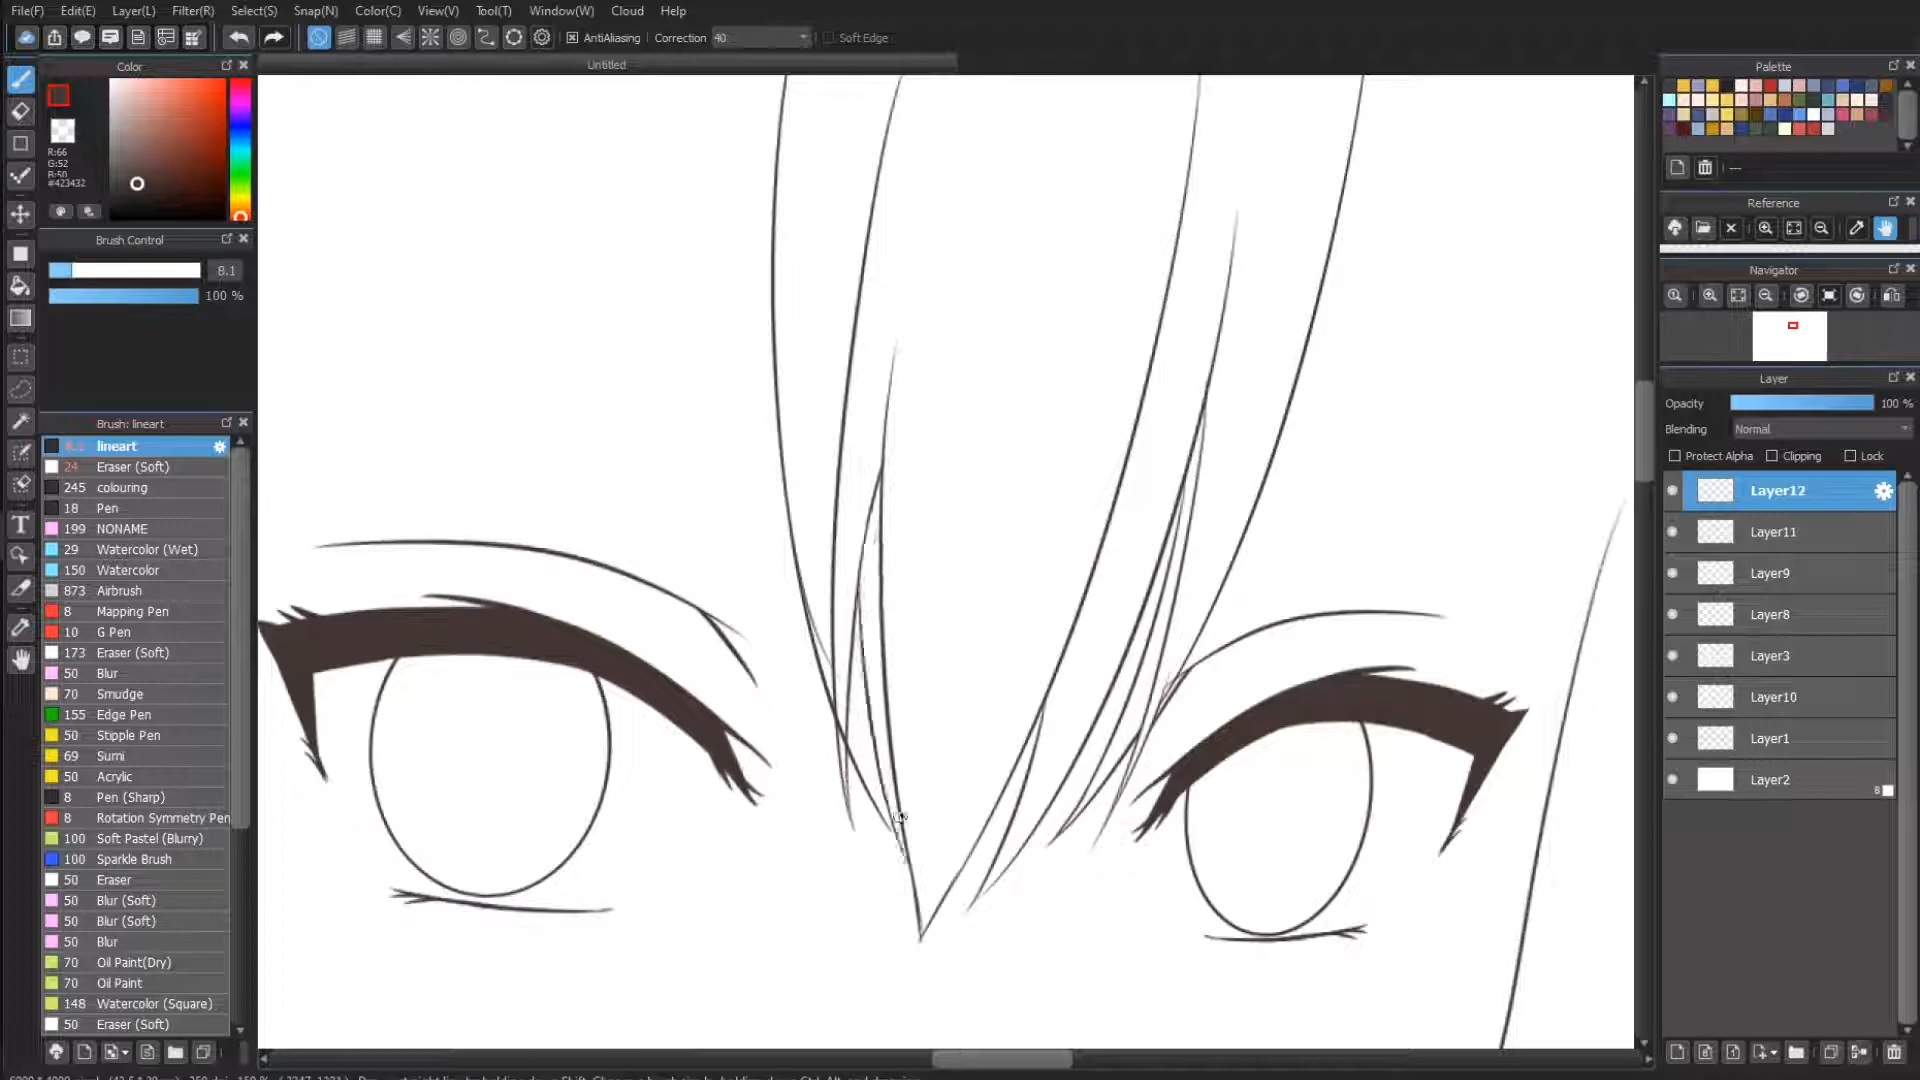 File(F) Edit(E) Layer(L) Filter(R) Select(S) Snap(N) Color(C) View(V) Tool(T) Window(W) Cloud Help
AntiAliasing Correction 40 Soft Edge
Color
Untitled
Palette
R:66
G:52
B:50
#423432
---
Reference
Brush Control
8.1
100 %
Navigator
Layer
Opacity 100 %
Blending Normal
Protect Alpha Clipping Lock
Brush: lineart
8.1 lineart
24 Eraser (Soft)
245 colouring
18 Pen
199 NONAME
29 Watercolor (Wet)
150 Watercolor
873 Airbrush
8 Mapping Pen
10 G Pen
173 Eraser (Soft)
50 Blur
70 Smudge
155 Edge Pen
50 Stipple Pen
69 Sumi
50 Acrylic
8 Pen (Sharp)
8 Rotation Symmetry Pen
100 Soft Pastel (Blurry)
100 Sparkle Brush
50 Eraser
50 Blur (Soft)
50 Blur (Soft)
50 Blur
70 Oil Paint(Dry)
70 Oil Paint
148 Watercolor (Square)
50 Eraser (Soft)
Layer12
Layer11
Layer9
Layer8
Layer3
Layer10
Layer1
Layer2
8